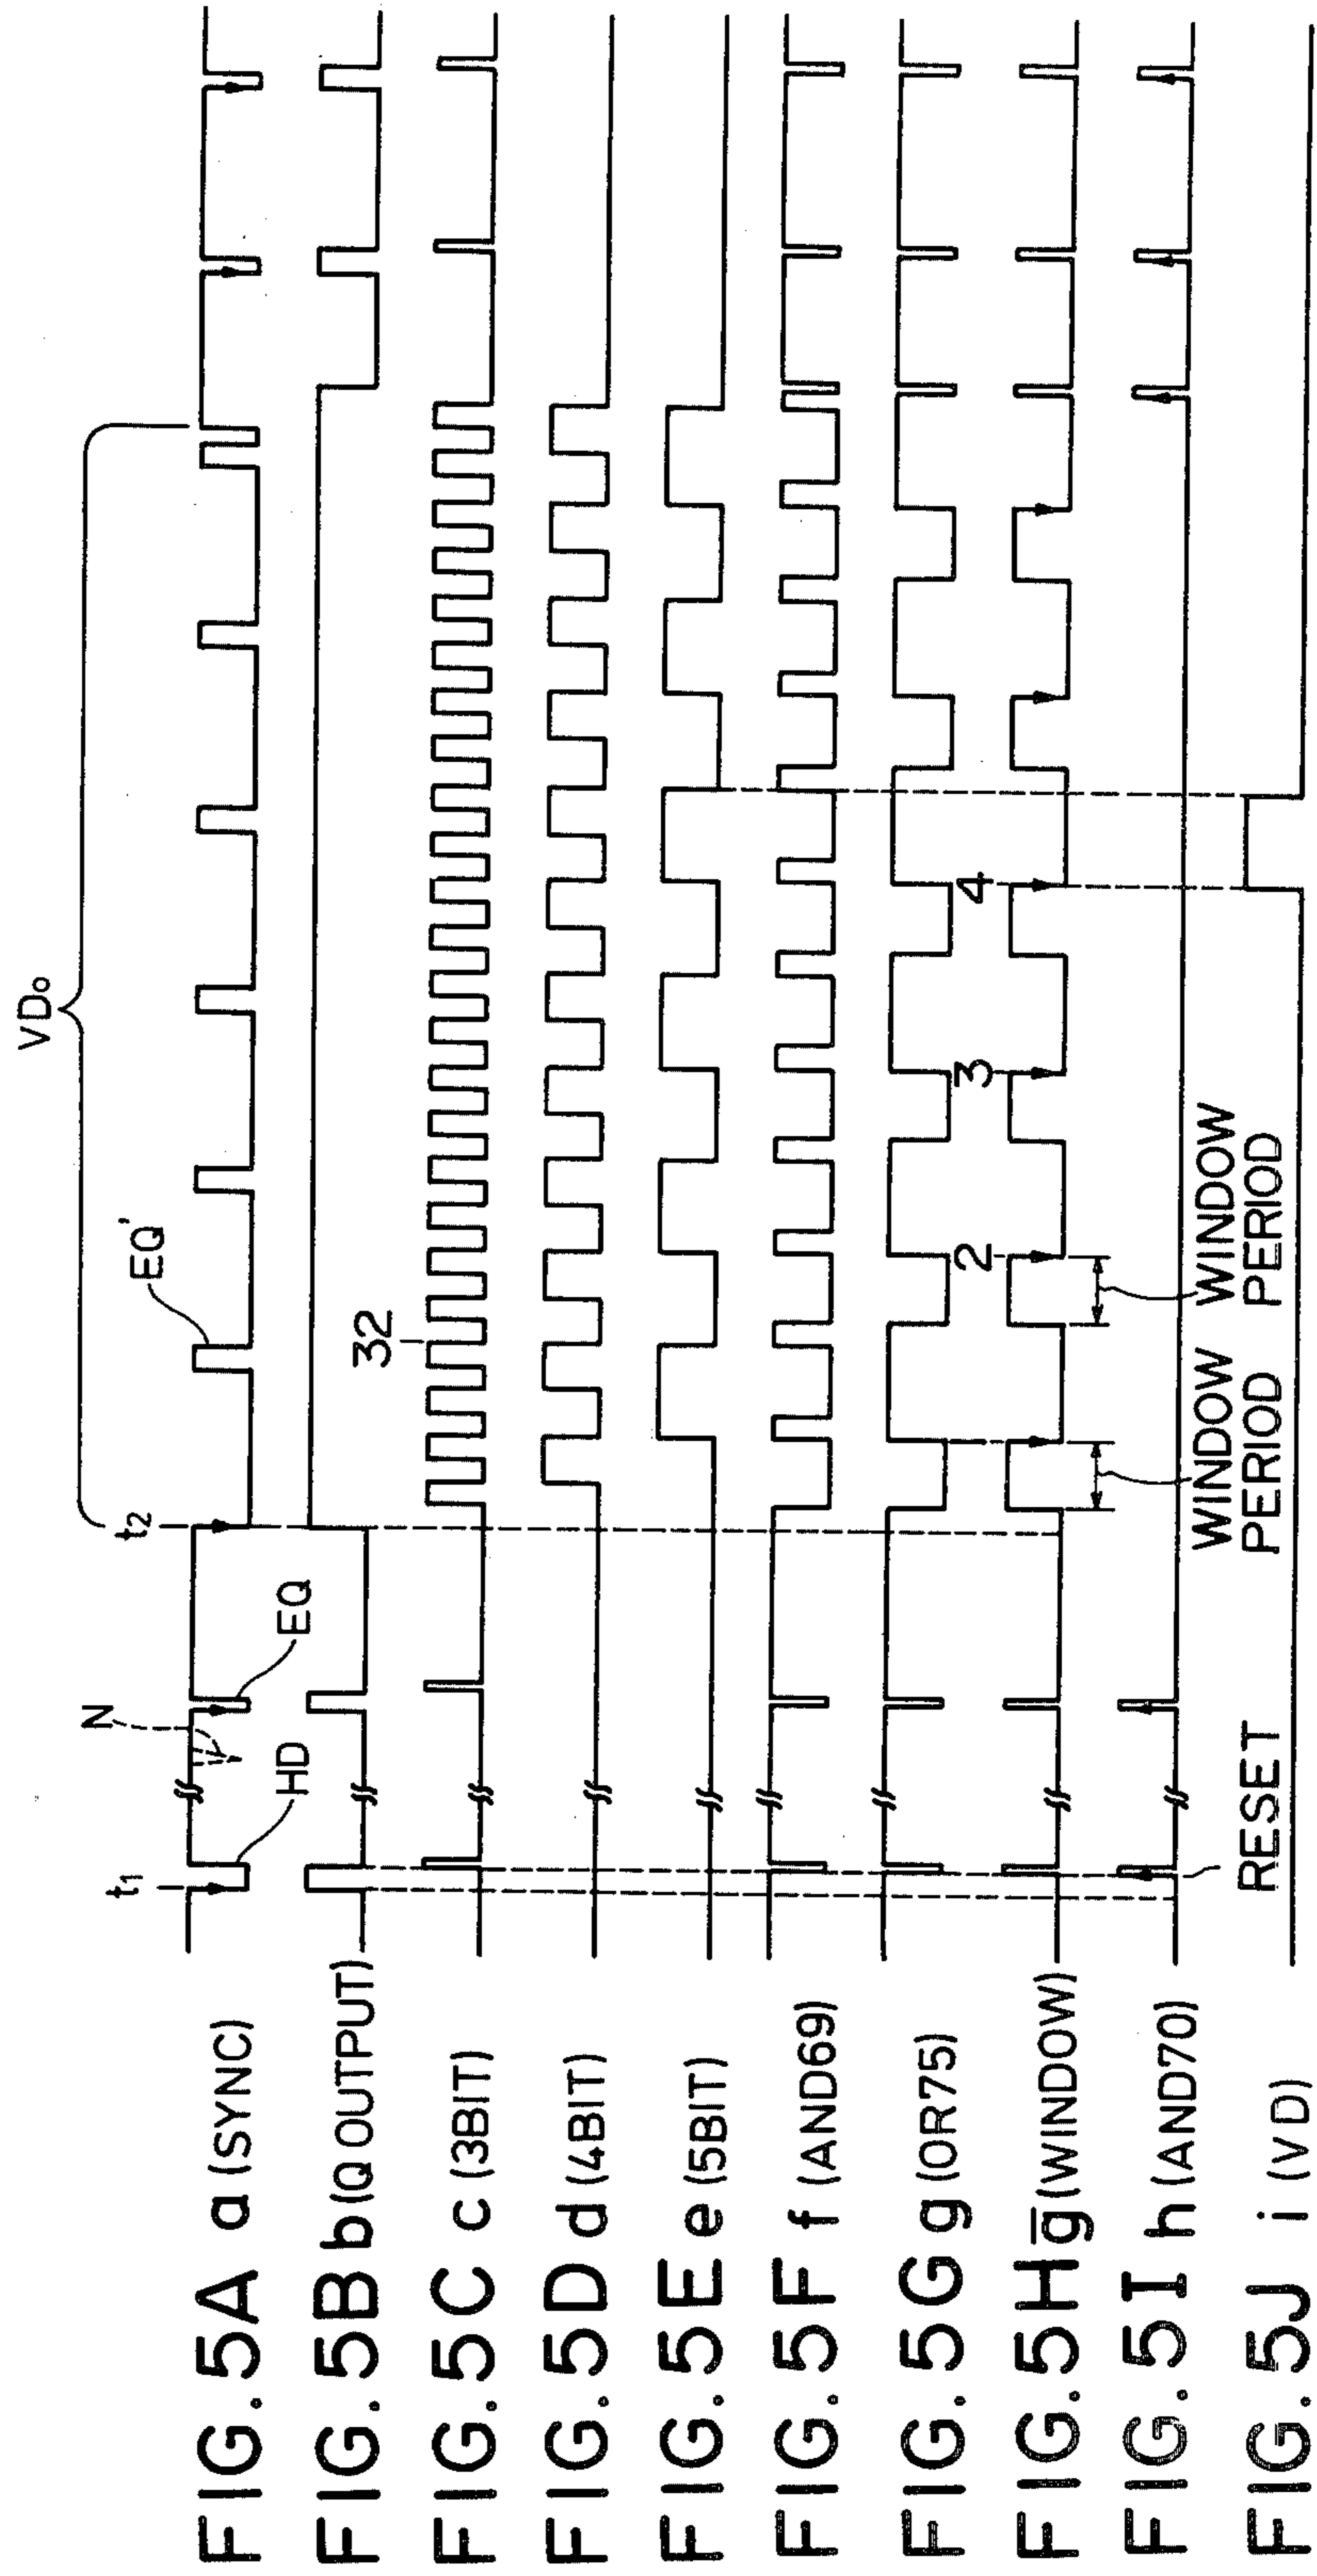 VD₀
t₁
N
t₂
EQ'
HD
EQ
FIG. 5A a (SYNC)
FIG. 5B b (Q OUTPUT)
32
FIG. 5C c (3BIT)
FIG. 5D d (4BIT)
FIG. 5E e (5BIT)
FIG. 5F f (AND69)
FIG. 5G g (OR75)
2 3 4
FIG. 5H g̅ (WINDOW)
FIG. 5I h (AND70)
WINDOW WINDOW
PERIOD PERIOD
RESET
FIG. 5J i (VD)